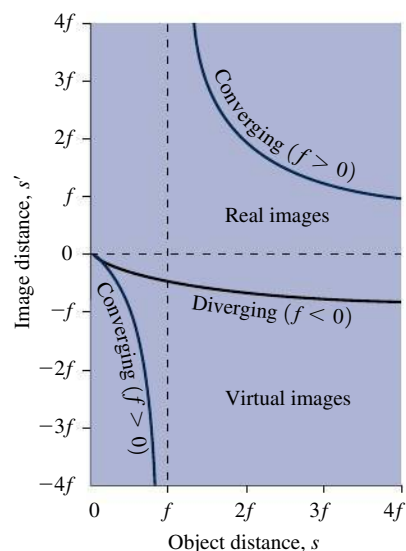 4f
3f
2f
f
0
−f
−2f
−3f
−4f
Image distance, s′
Converging (f > 0)
Real images
Diverging (f < 0)
Converging (f > 0)
Virtual images
0 f 2f 3f 4f
Object distance, s